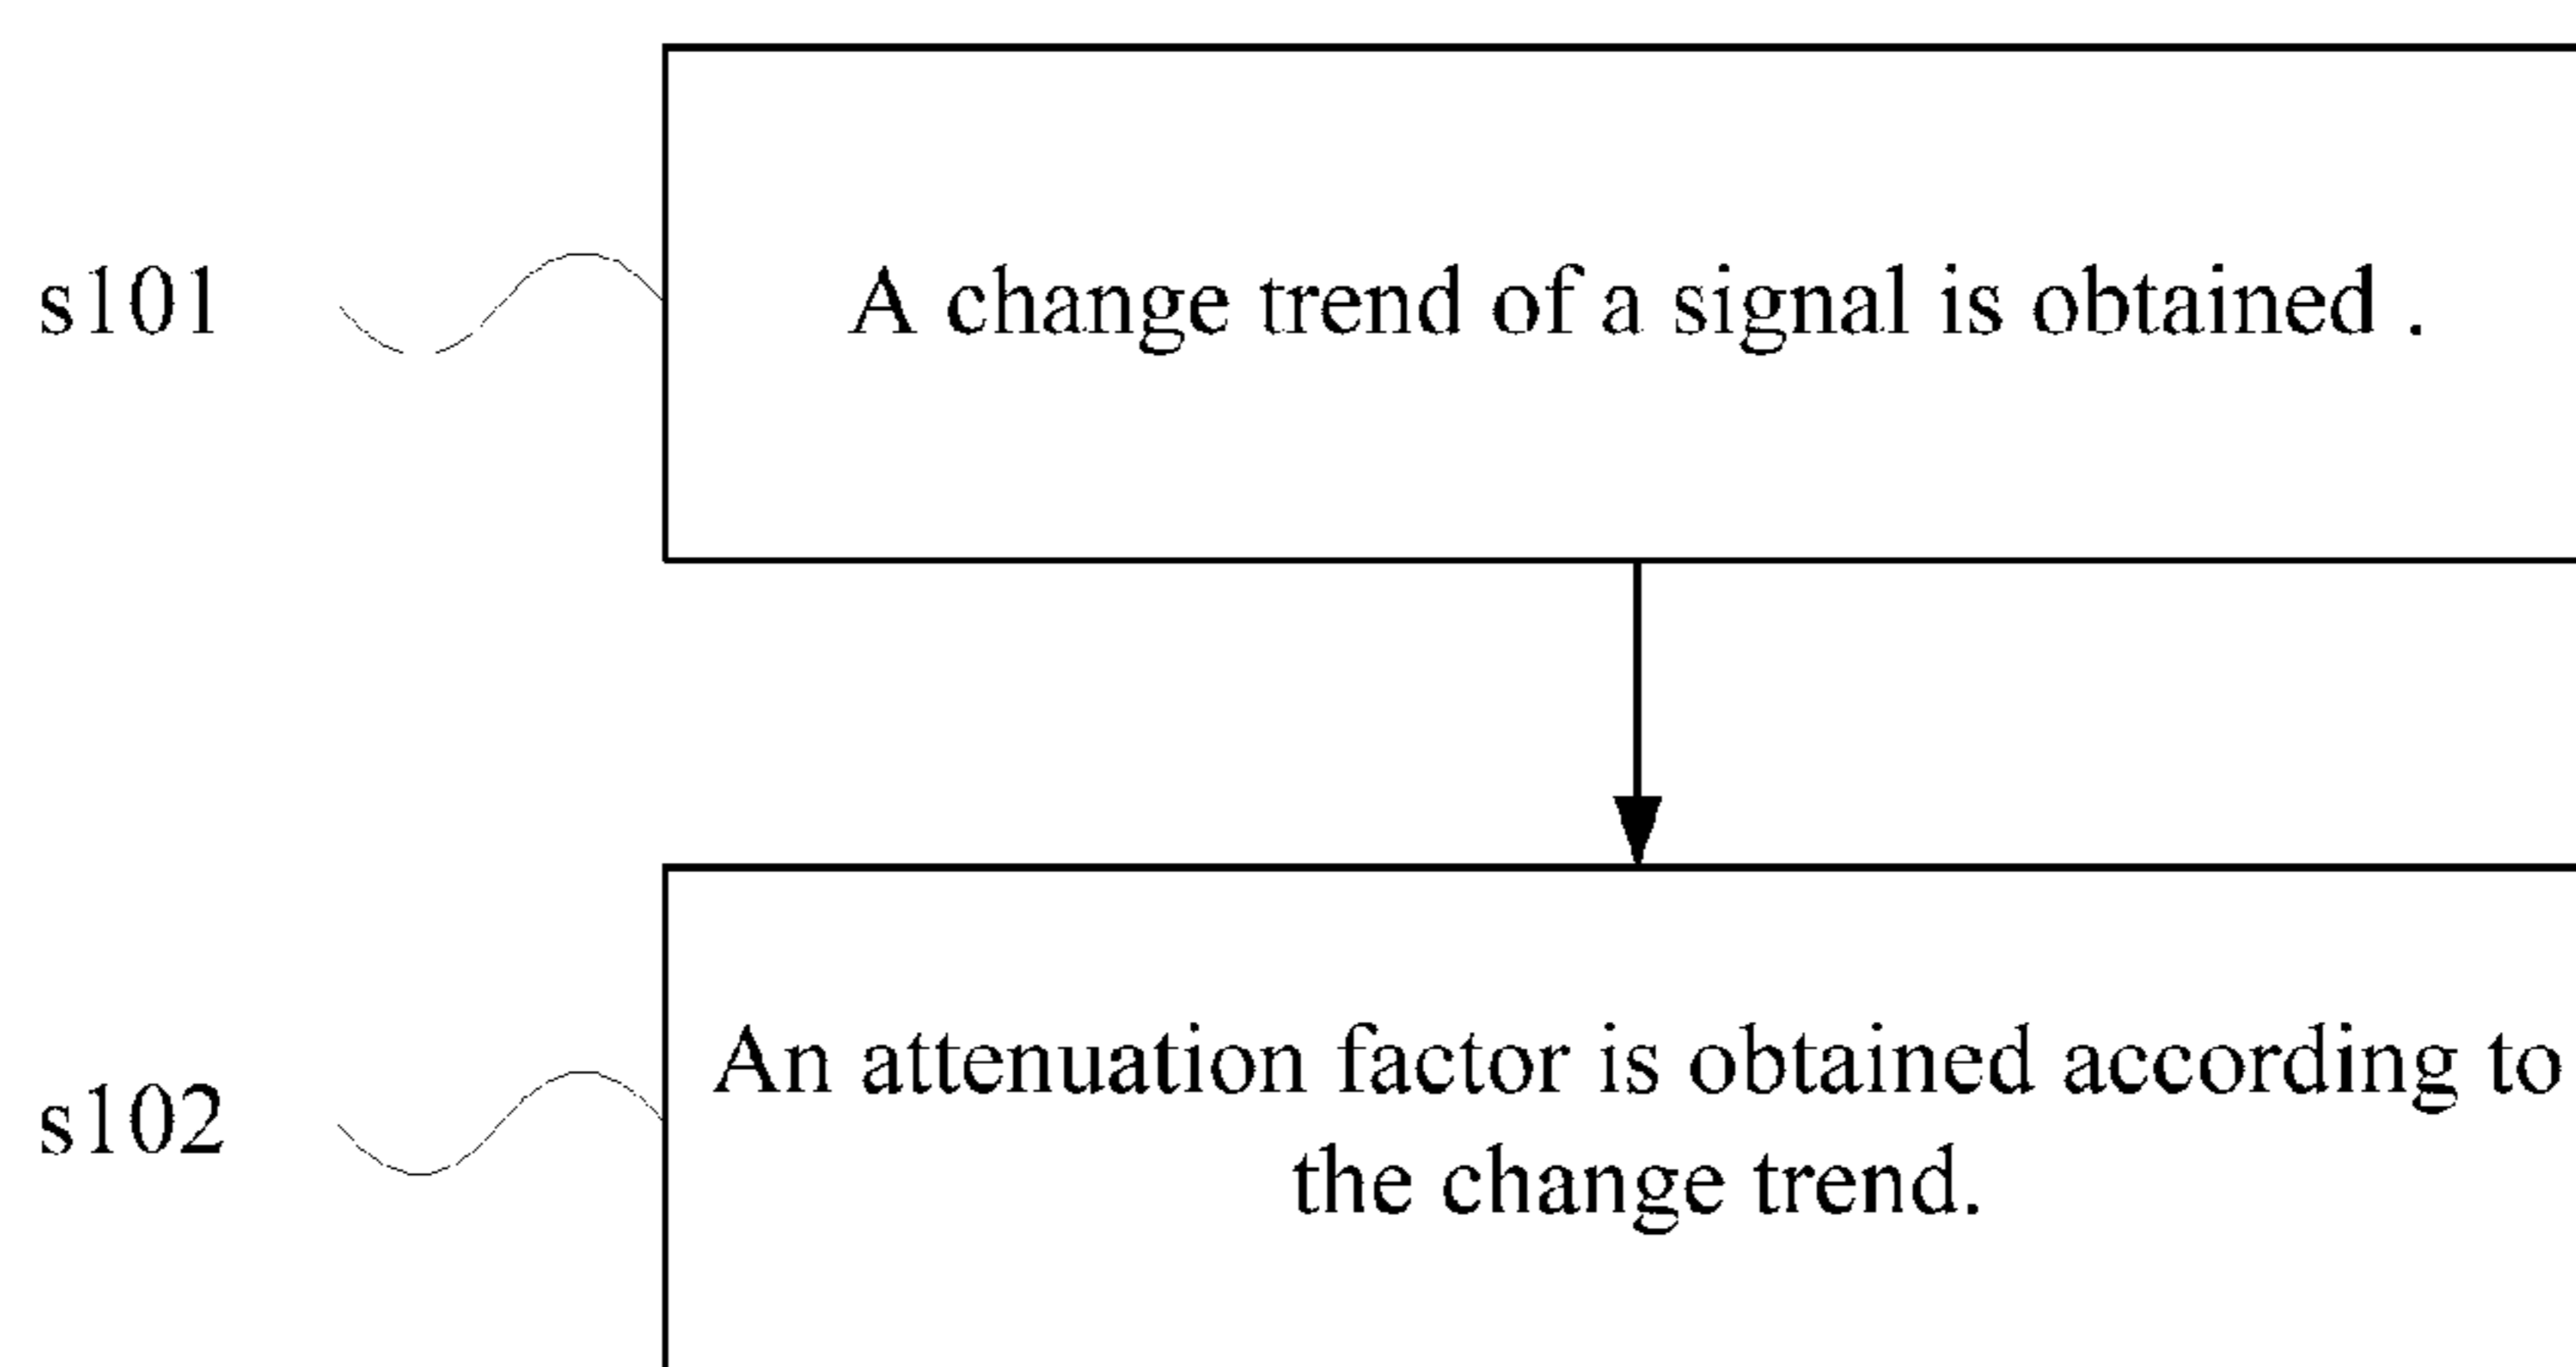 s101
A change trend of a signal is obtained .
s102
An attenuation factor is obtained according to
the change trend.